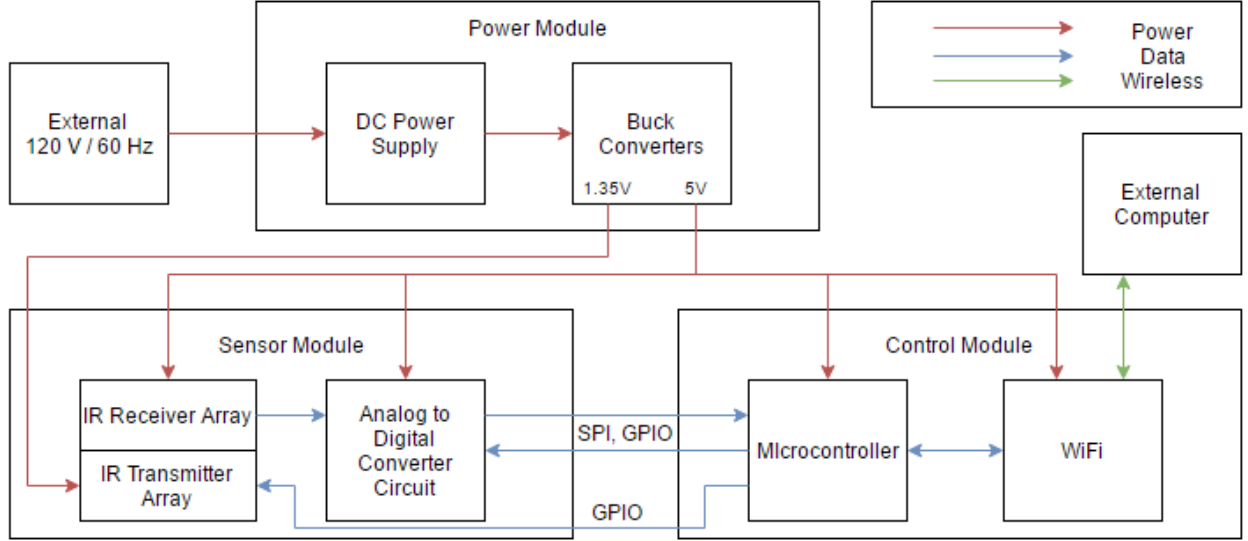 Power Module
Power
Data
Wireless
External
120 V / 60 Hz
DC Power
Supply
Buck
Converters
1.35V
5V
External
Computer
Sensor Module
Control Module
IR Receiver Array
IR Transmitter
Array
Analog to
Digital
Converter
Circuit
SPI, GPIO
GPIO
MIcrocontroller
WiFi